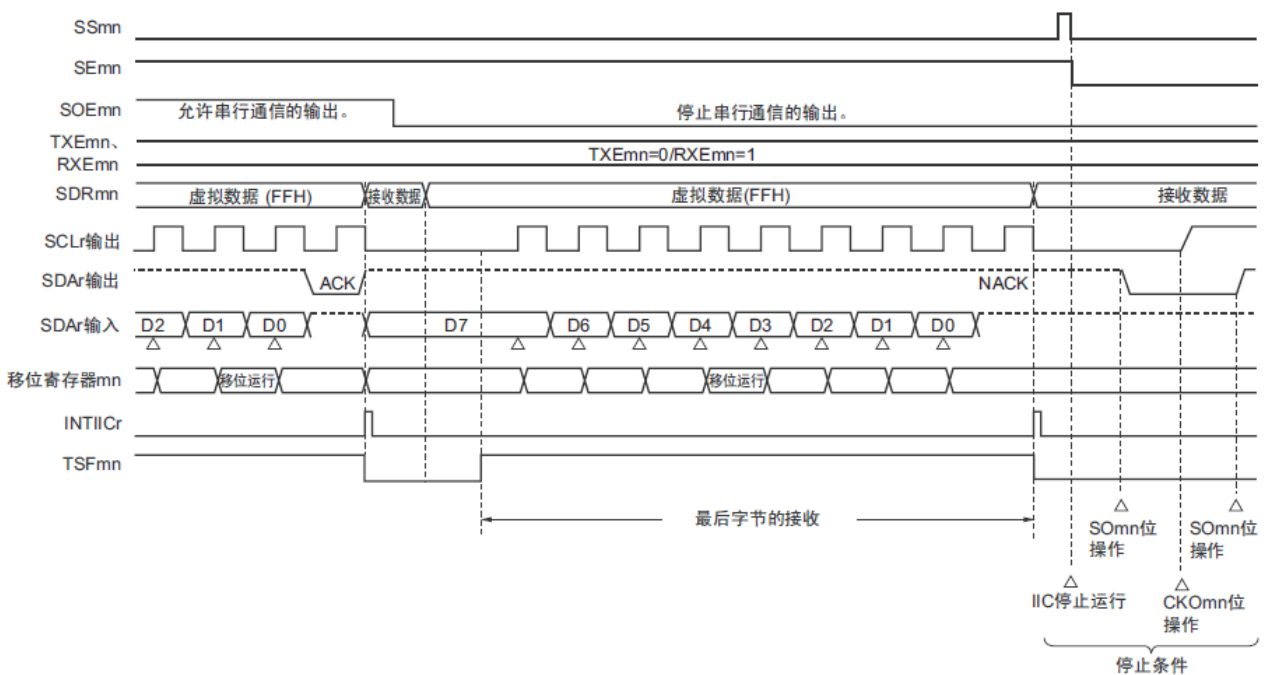 SSmn
SEmn
SOEmn 允许串行通信的输出。 停止串行通信的输出。
TXEmn、
RXEmn TXEmn=0/RXEmn=1
SDRmn 虚拟数据 (FFH) 接收数据 虚拟数据(FFH) 接收数据
SCLr输出
SDAr输出 ACK NACK
SDAr输入 D2 D1 D0 D7 D6 D5 D4 D3 D2 D1 D0
移位寄存器mn 移位运行 移位运行
INTIICr
TSFmn
最后字节的接收
SOmn位 SOmn位
操作 操作
IIC停止运行 CKOmn位
操作
停止条件